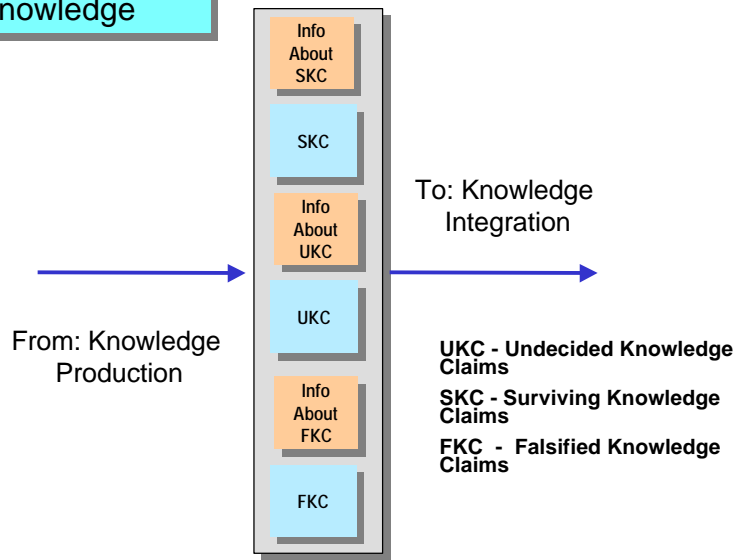 nowledge
Info
About
SKC
SKC
Info
About
UKC
UKC
Info
About
FKC
FKC
From: Knowledge
Production
To: Knowledge
Integration
UKC - Undecided Knowledge
Claims
SKC - Surviving Knowledge
Claims
FKC - Falsified Knowledge
Claims